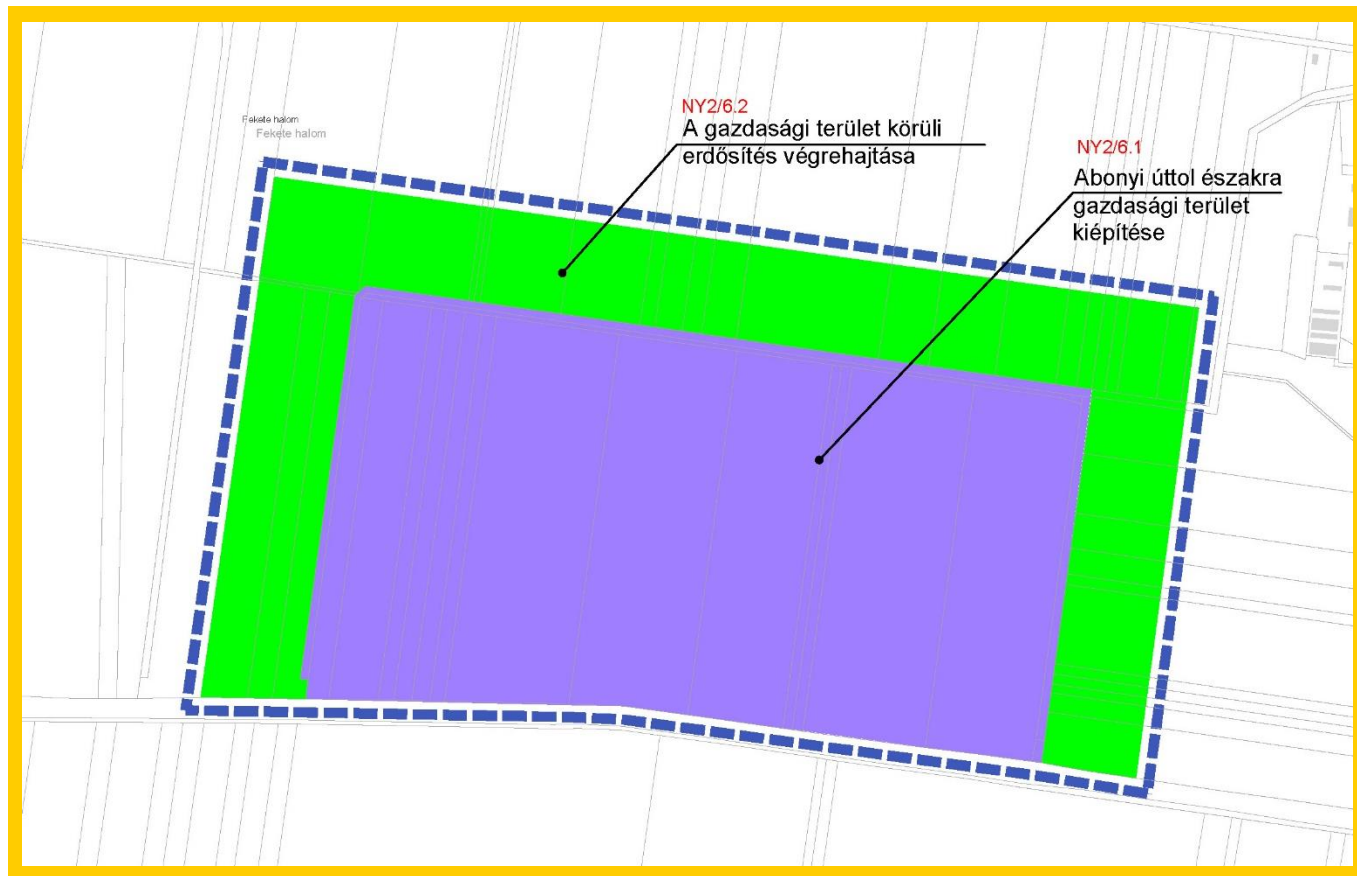 Fekete halom
Fekete halom
NY2/6.2
A gazdasági terület körüli
erdősítés végrehajtása
NY2/6.1
Abonyi úttol északra
gazdasági terület
kiépítése